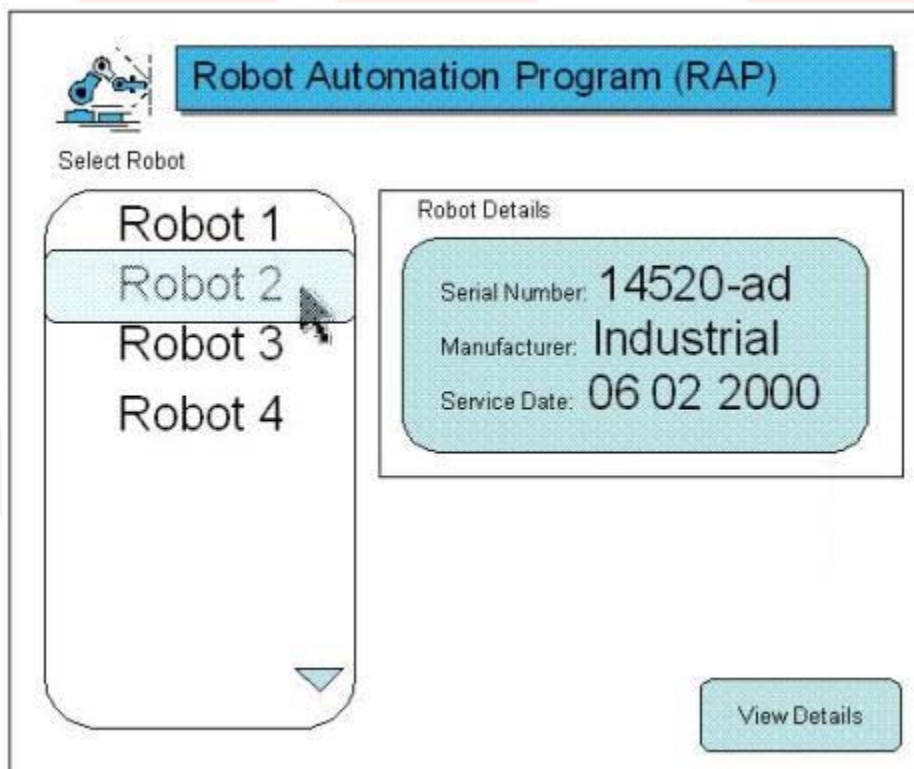 Robot Automation Program (RAP)
Select Robot
Robot 1
Robot 2
Robot 3
Robot 4
Robot Details
Serial Number: 14520-ad
Manufacturer: Industrial
Service Date: 06 02 2000
View Details